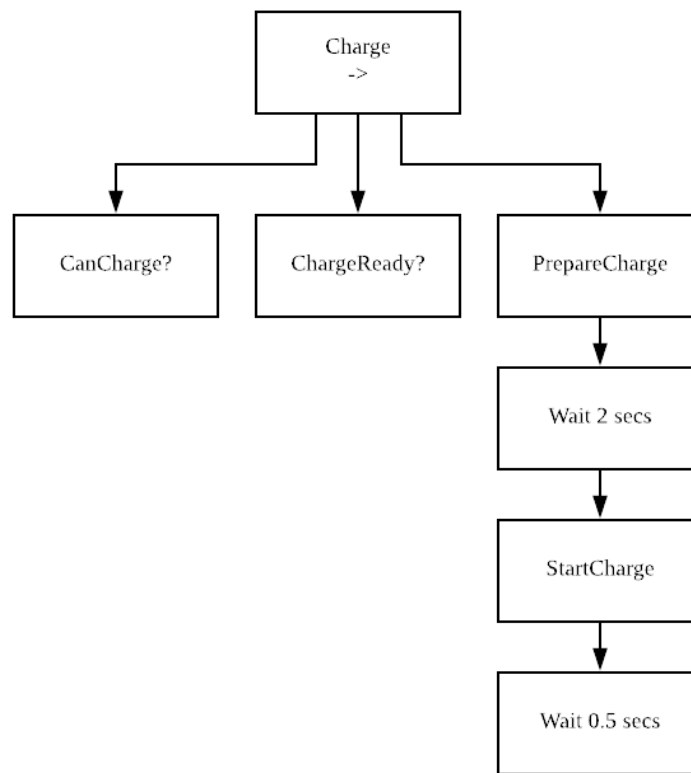 Charge
->
CanCharge?
ChargeReady?
PrepareCharge
Wait 2 secs
StartCharge
Wait 0.5 secs